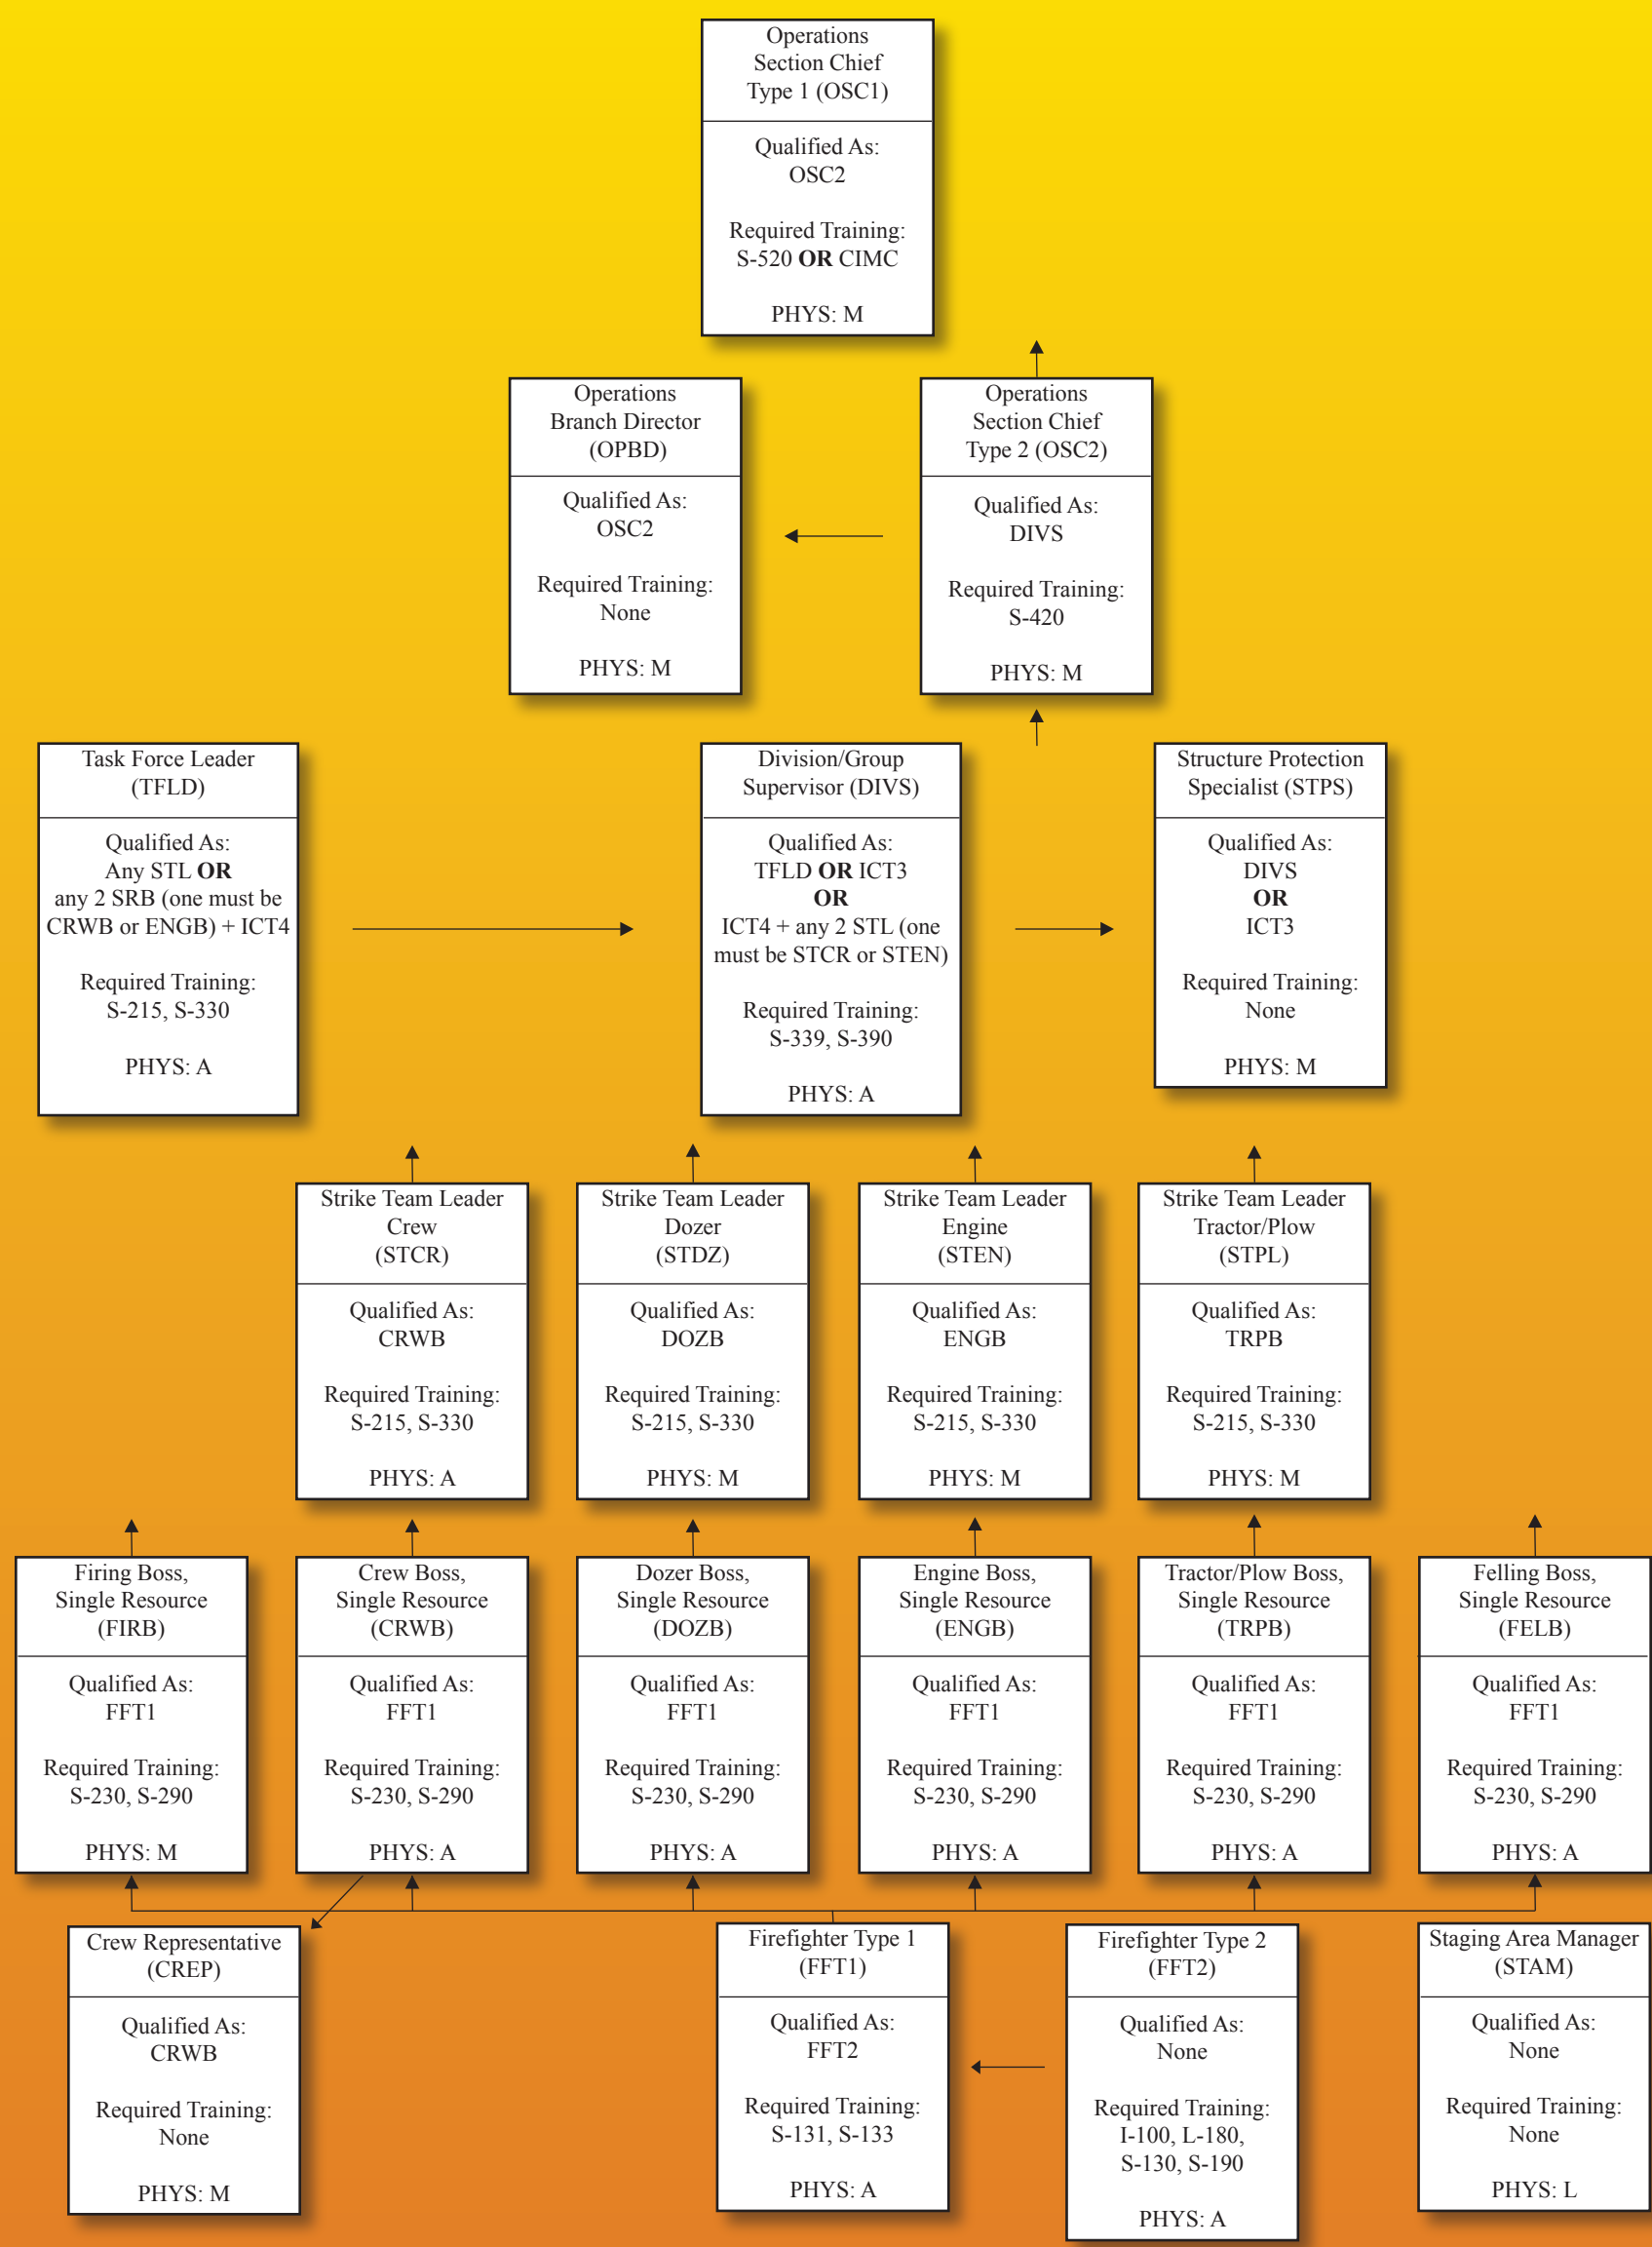 Operations
Section Chief
Type 1 (OSC1)
Qualified As:
OSC2
Required Training:
S-520 OR CIMC
PHYS: M
Operations
Branch Director
(OPBD)
Qualified As:
OSC2
Required Training:
None
PHYS: M
Operations
Section Chief
Type 2 (OSC2)
Qualified As:
DIVS
Required Training:
S-420
PHYS: M
Task Force Leader
(TFLD)
Qualified As:
Any STL OR
any 2 SRB (one must be
CRWB or ENGB) + ICT4
Required Training:
S-215, S-330
PHYS: A
Division/Group
Supervisor (DIVS)
Qualified As:
TFLD OR ICT3
OR
ICT4 + any 2 STL (one
must be STCR or STEN)
Required Training:
S-339, S-390
PHYS: A
Structure Protection
Specialist (STPS)
Qualified As:
DIVS
OR
ICT3
Required Training:
None
PHYS: M
Strike Team Leader
Crew
(STCR)
Qualified As:
CRWB
Required Training:
S-215, S-330
PHYS: A
Strike Team Leader
Dozer
(STDZ)
Qualified As:
DOZB
Required Training:
S-215, S-330
PHYS: M
Strike Team Leader
Engine
(STEN)
Qualified As:
ENGB
Required Training:
S-215, S-330
PHYS: M
Strike Team Leader
Tractor/Plow
(STPL)
Qualified As:
TRPB
Required Training:
S-215, S-330
PHYS: M
Firing Boss,
Single Resource
(FIRB)
Qualified As:
FFT1
Required Training:
S-230, S-290
PHYS: M
Crew Boss,
Single Resource
(CRWB)
Qualified As:
FFT1
Required Training:
S-230, S-290
PHYS: A
Dozer Boss,
Single Resource
(DOZB)
Qualified As:
FFT1
Required Training:
S-230, S-290
PHYS: A
Engine Boss,
Single Resource
(ENGB)
Qualified As:
FFT1
Required Training:
S-230, S-290
PHYS: A
Tractor/Plow Boss,
Single Resource
(TRPB)
Qualified As:
FFT1
Required Training:
S-230, S-290
PHYS: A
Felling Boss,
Single Resource
(FELB)
Qualified As:
FFT1
Required Training:
S-230, S-290
PHYS: A
Crew Representative
(CREP)
Qualified As:
CRWB
Required Training:
None
PHYS: M
Firefighter Type 1
(FFT1)
Qualified As:
FFT2
Required Training:
S-131, S-133
PHYS: A
Firefighter Type 2
(FFT2)
Qualified As:
None
Required Training:
I-100, L-180,
S-130, S-190
PHYS: A
Staging Area Manager
(STAM)
Qualified As:
None
Required Training:
None
PHYS: L